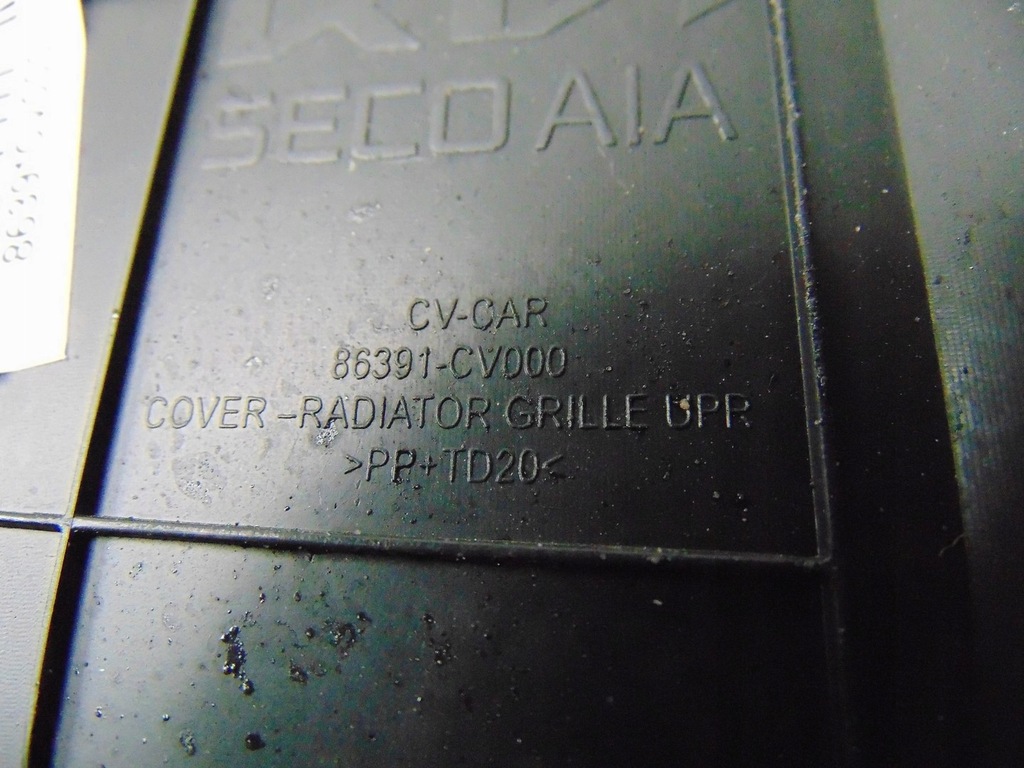 SECO AIA
CV-CAR
86391-CV000
COVER -RADIATOR GRILLE UPR
>PP+TD20<